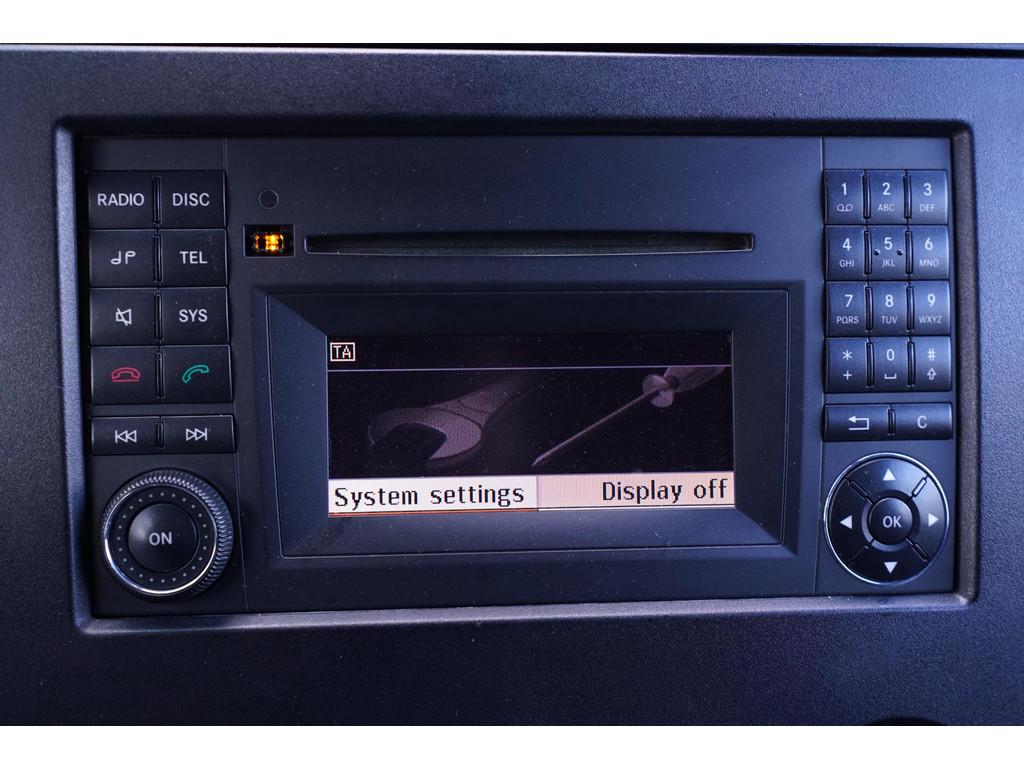 RADIO DISC
TEL
SYS
ON
TA
System settings Display off
1 2 3
ABC DEF
4 5 6
GHI JKL MNO
7 8 9
PQRS TUV WXYZ
* 0 #
+
C
OK